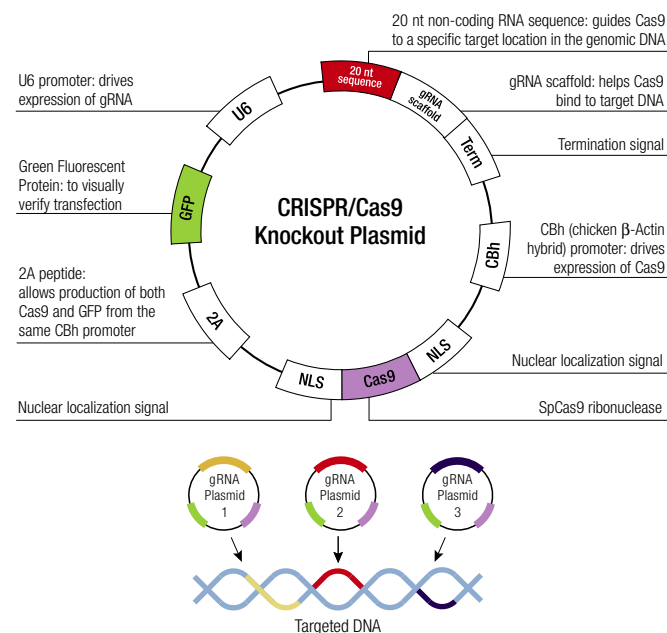 20 nt non-coding RNA sequence: guides Cas9
to a specific target location in the genomic DNA
U6 promoter: drives
expression of gRNA
20 nt
sequence
gRNA
scaffold
gRNA scaffold: helps Cas9
bind to target DNA
U6
Term
Termination signal
Green Fluorescent
Protein: to visually
verify transfection
GFP
CRISPR/Cas9
Knockout Plasmid
CBh
CBh (chicken β-Actin
hybrid) promoter: drives
expression of Cas9
2A peptide:
allows production of both
Cas9 and GFP from the
same CBh promoter
2A
NLS
Cas9
NLS
Nuclear localization signal
Nuclear localization signal
SpCas9 ribonuclease
gRNA
Plasmid
1
gRNA
Plasmid
2
gRNA
Plasmid
3
Targeted DNA